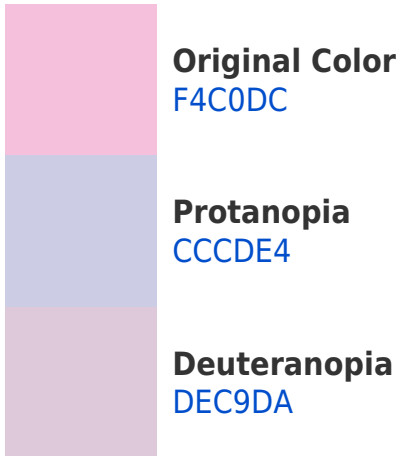 Original Color
F4C0DC
Protanopia
CCCDE4
Deuteranopia
DEC9DA